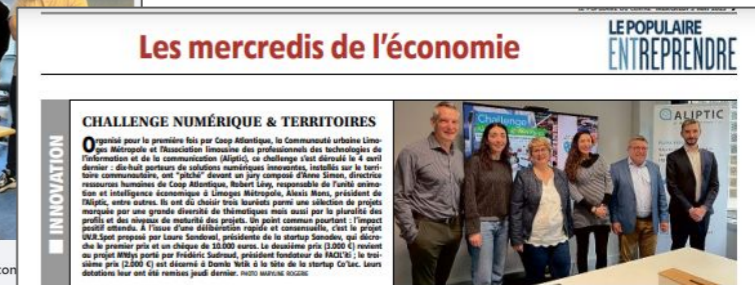 Les mercredis de l'économie
LE POPULAIRE
ENTREPRENDRE
INNOVATION
CHALLENGE NUMÉRIQUE & TERRITOIRES
Organisé pour la première fois par Coop Atlantique, la Communauté urbaine Limo-
ges Métropole et l'Association limousine des professionnels des technologies de
l'information et de la communication (Aliptic), ce challenge s'est déroulé le 4 avril
dernier : dix-huit porteurs de solutions numériques innovantes, installés sur le terri-
toire communautaire, ont "pitché" devant un jury composé d'Anne Simon, directrice
ressources humaines de Coop Atlantique, Robert Lévy, responsable de l'unité anima-
tion et intelligence économique à Limoges Métropole, Alexis Mons, président de
l'Aliptic, entre autres. Ils ont dû choisir trois lauréats parmi une sélection de projets
marquée par une grande diversité de thématiques mais aussi par la pluralité des
profils et des niveaux de maturité des projets. Un point commun pourtant : l'impact
positif attendu. À l'issue d'une délibération rapide et consensuelle, c'est le projet
proposé par Laure Sandoval, présidente de la startup Sanodev, qui décro-
che le premier prix et un chèque de 10.000 euros. Le deuxième prix (3.000 €) revient
au projet porté par Frédéric Sudraud, président fondateur de FACIL'iti ; le troi-
sième prix (2.000 €) est décerné à Damla Yetik à la tête de la startup Co'Lec. Leurs
dotations leur ont été remises jeudi dernier. PHOTO MARYLINE ROGERIE
Challenge
ALIPTIC
con